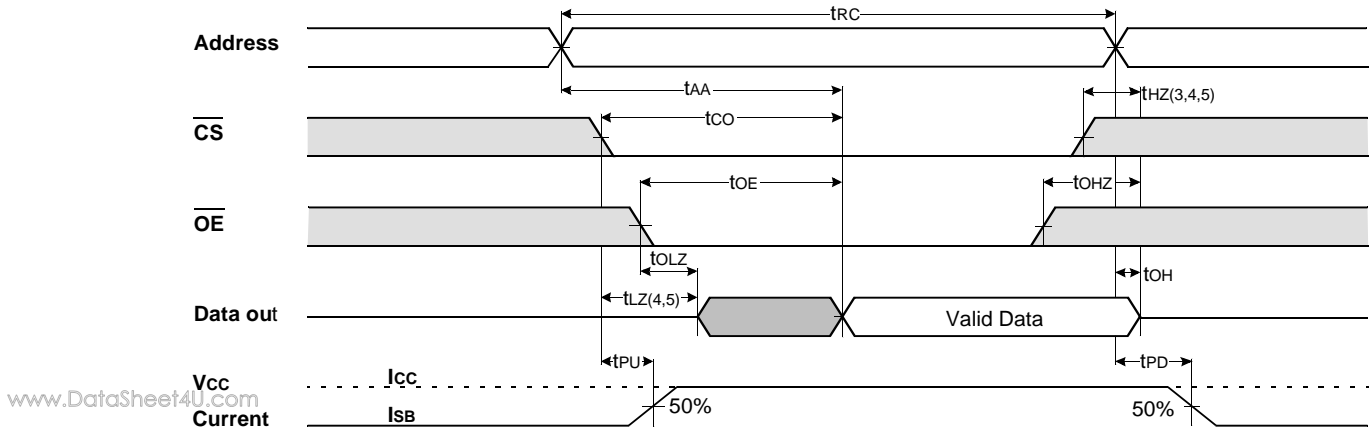 tRC
Address
tAA
tHZ(3,4,5)
CS
tCO
tOE
tOHZ
OE
tOLZ
tOH
tLZ(4,5)
Data out
Valid Data
tPU
tPD
VCC
ICC
www.DataSheet4U.com
50%
50%
Current
ISB